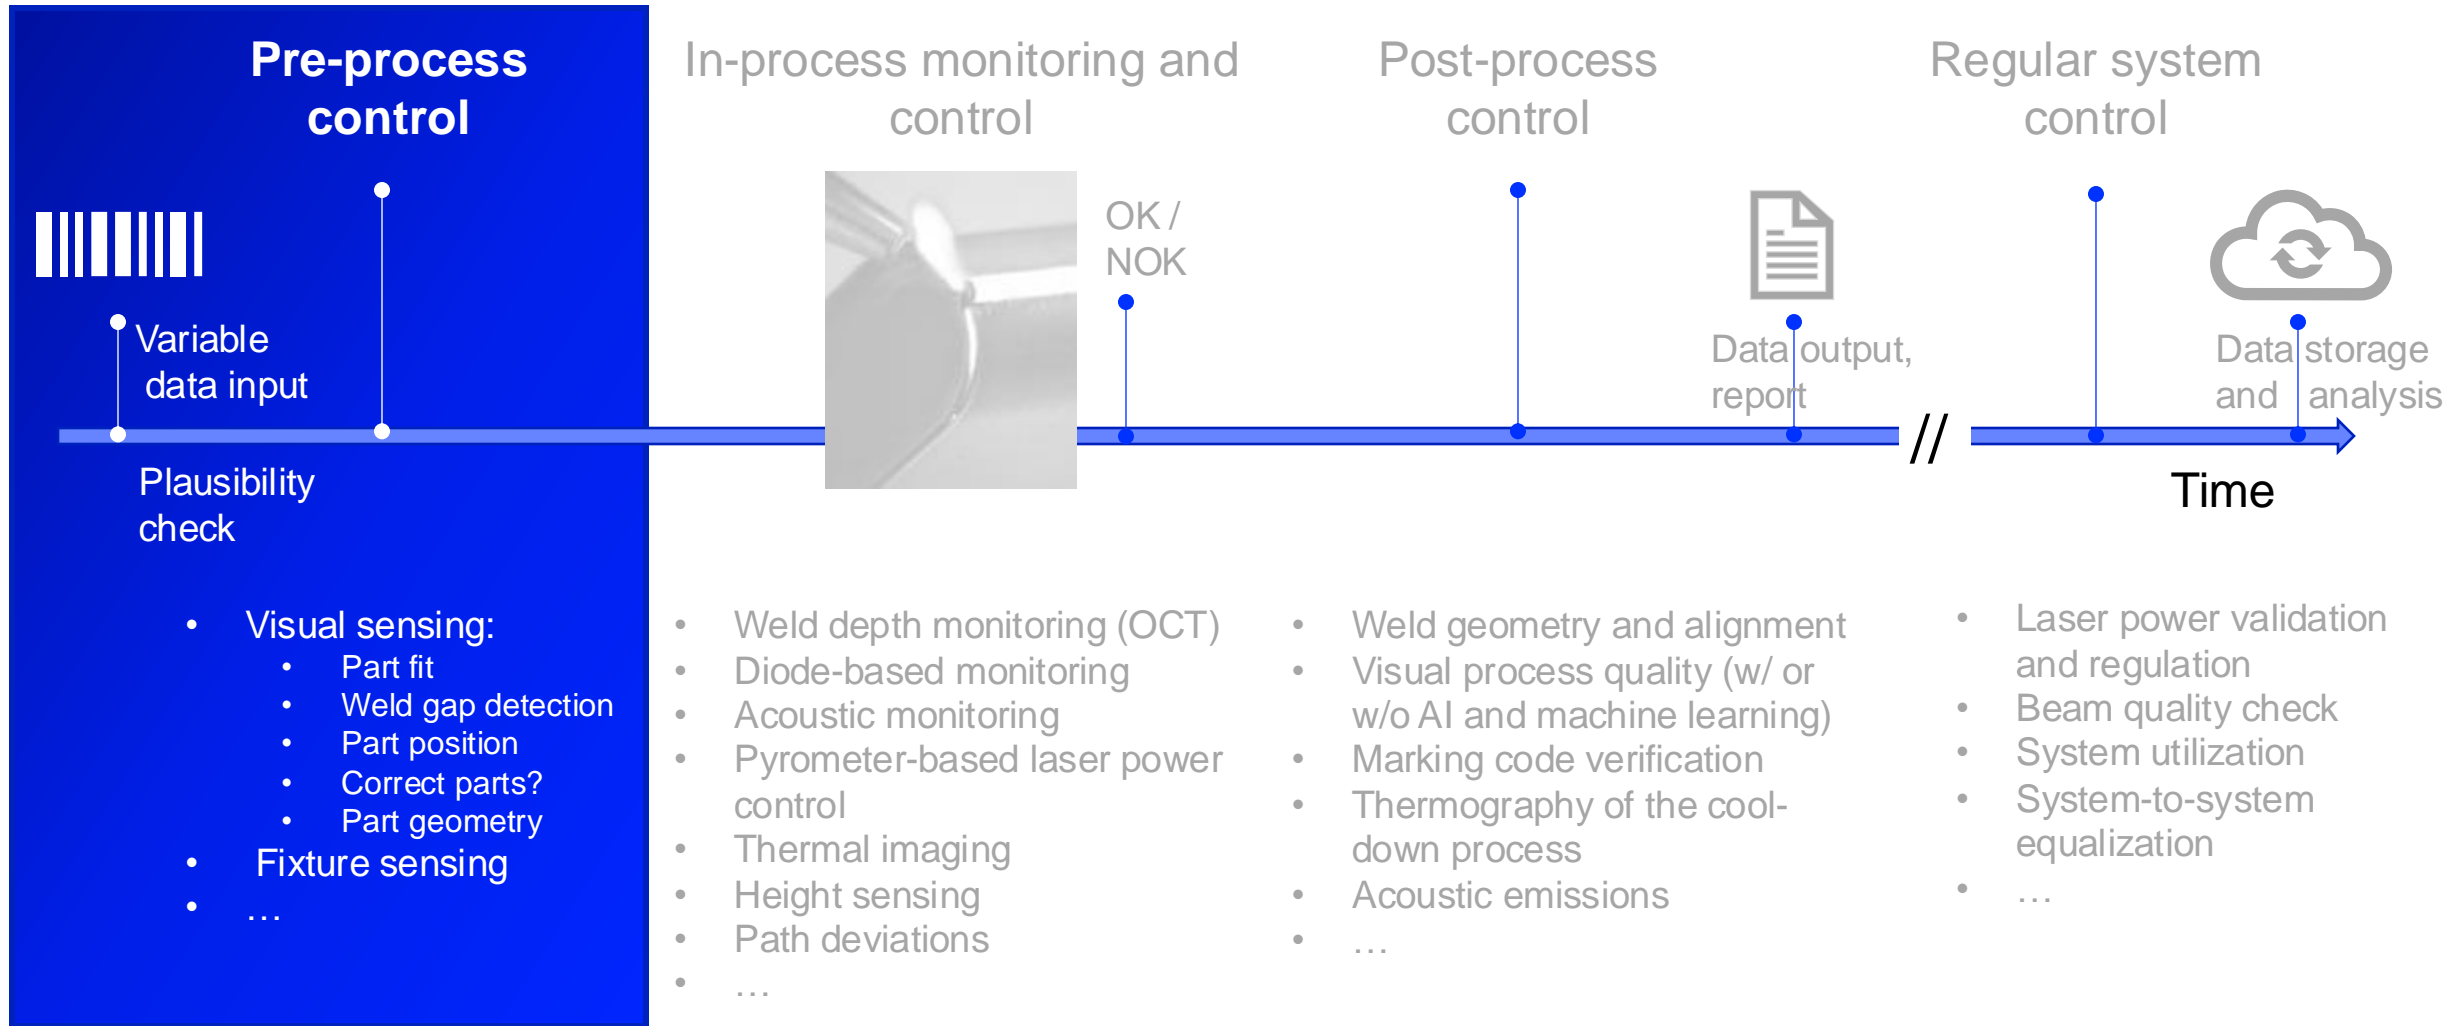 Pre-process
control
Variable
data input
Plausibility
check
• Visual sensing:
• Part fit
• Weld gap detection
• Part position
• Correct parts?
• Part geometry
• Fixture sensing
• …
In-process monitoring and
control
OK /
NOK
• Weld depth monitoring (OCT)
• Diode-based monitoring
• Acoustic monitoring
• Pyrometer-based laser power
control
• Thermal imaging
• Height sensing
• Path deviations
• …
Post-process
control
Data output,
report
• Weld geometry and alignment
• Visual process quality (w/ or
w/o AI and machine learning)
• Marking code verification
• Thermography of the cool-
down process
• Acoustic emissions
• …
//
Regular system
control
Data storage
and analysis
Time
• Laser power validation
and regulation
• Beam quality check
• System utilization
• System-to-system
equalization
• …